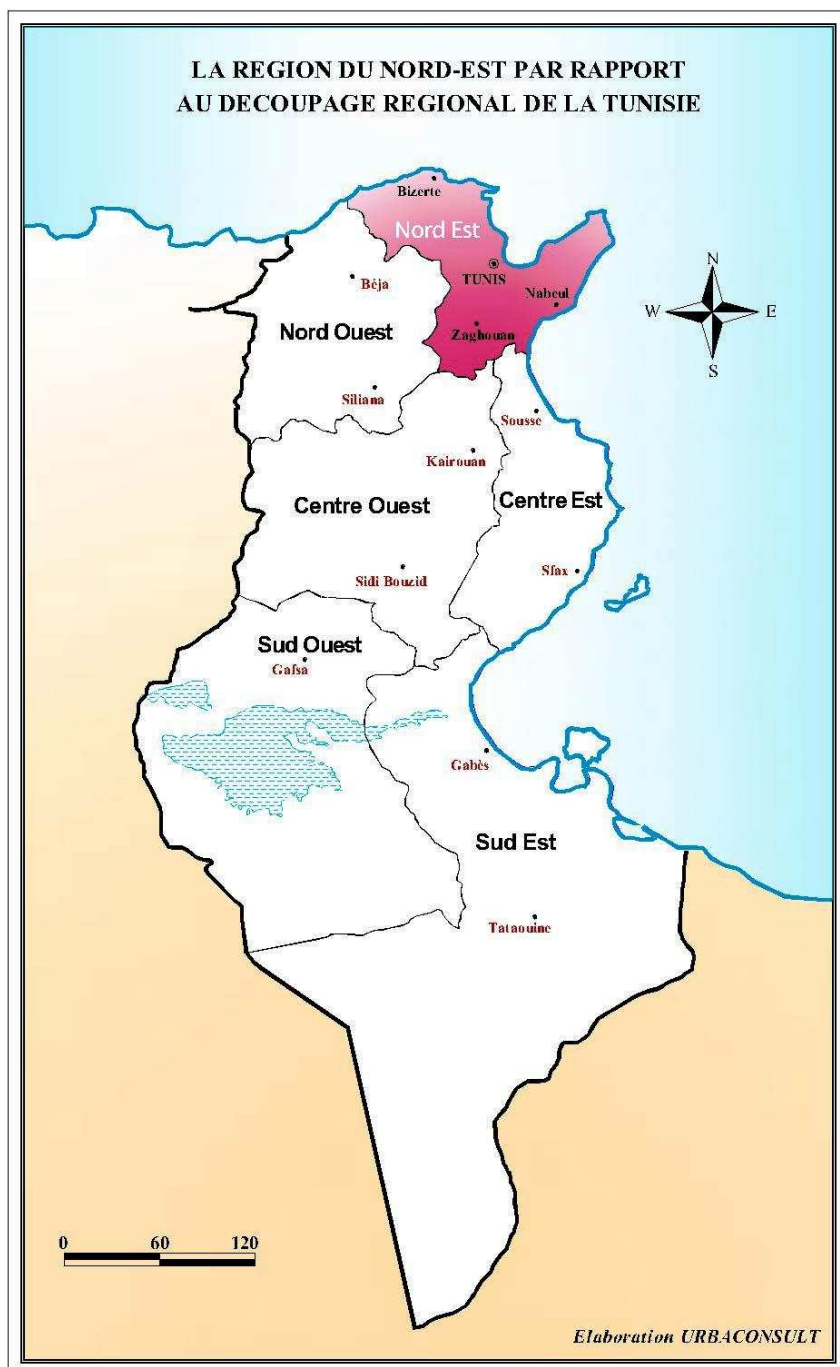 LA REGION DU NORD-EST PAR RAPPORT
AU DECOUPAGE REGIONAL DE LA TUNISIE
Bizerte
Nord Est
TUNIS
Béja
Nabeul
N
W
E
S
Nord Ouest
Zaghouan
Siliana
Sousse
Kairouan
Centre Ouest
Centre Est
Sidi Bouzid
Sfax
Sud Ouest
Gafsa
Gabès
Sud Est
Tataouine
0 60 120
Elaboration URBACONSULT